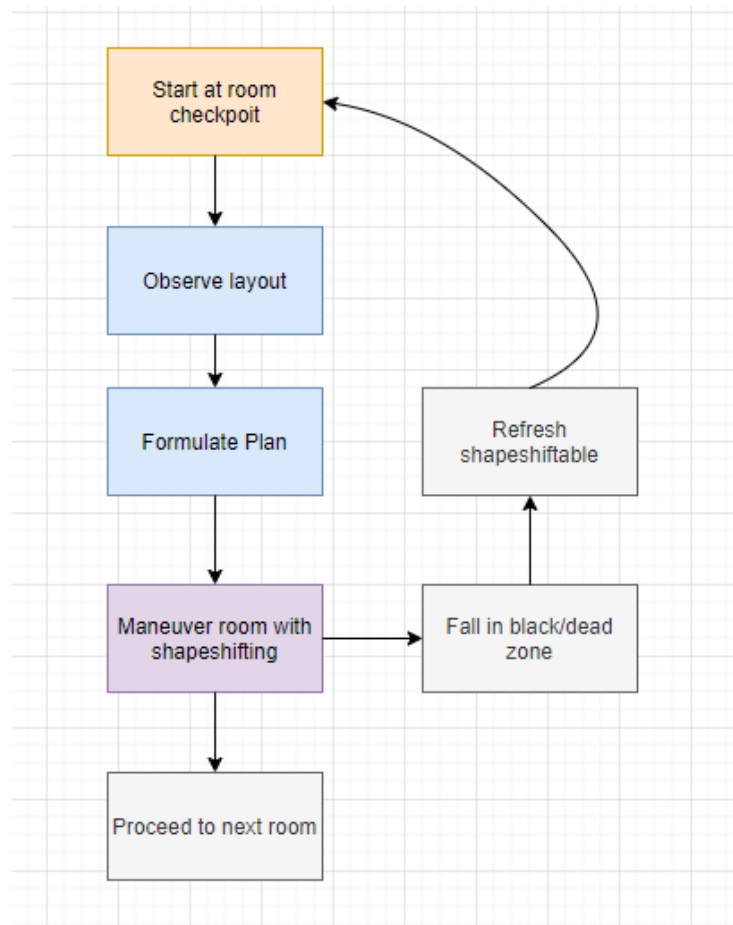 Start at room
checkpoit
Observe layout
Formulate Plan
Refresh
shapeshiftable
Maneuver room with
shapeshifting
Fall in black/dead
zone
Proceed to next room